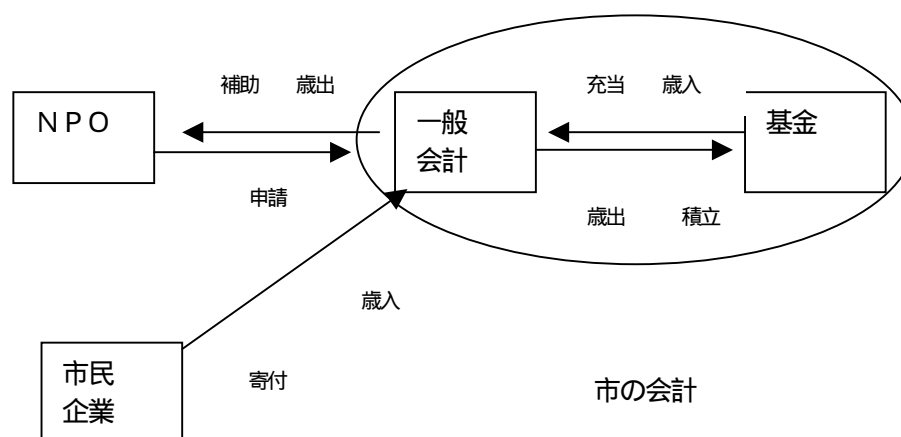 補助 歳出
充当 歳入
ＮＰＯ
一般
会計
基金
申請
歳出 積立
歳入
市民
企業
寄付
市の会計